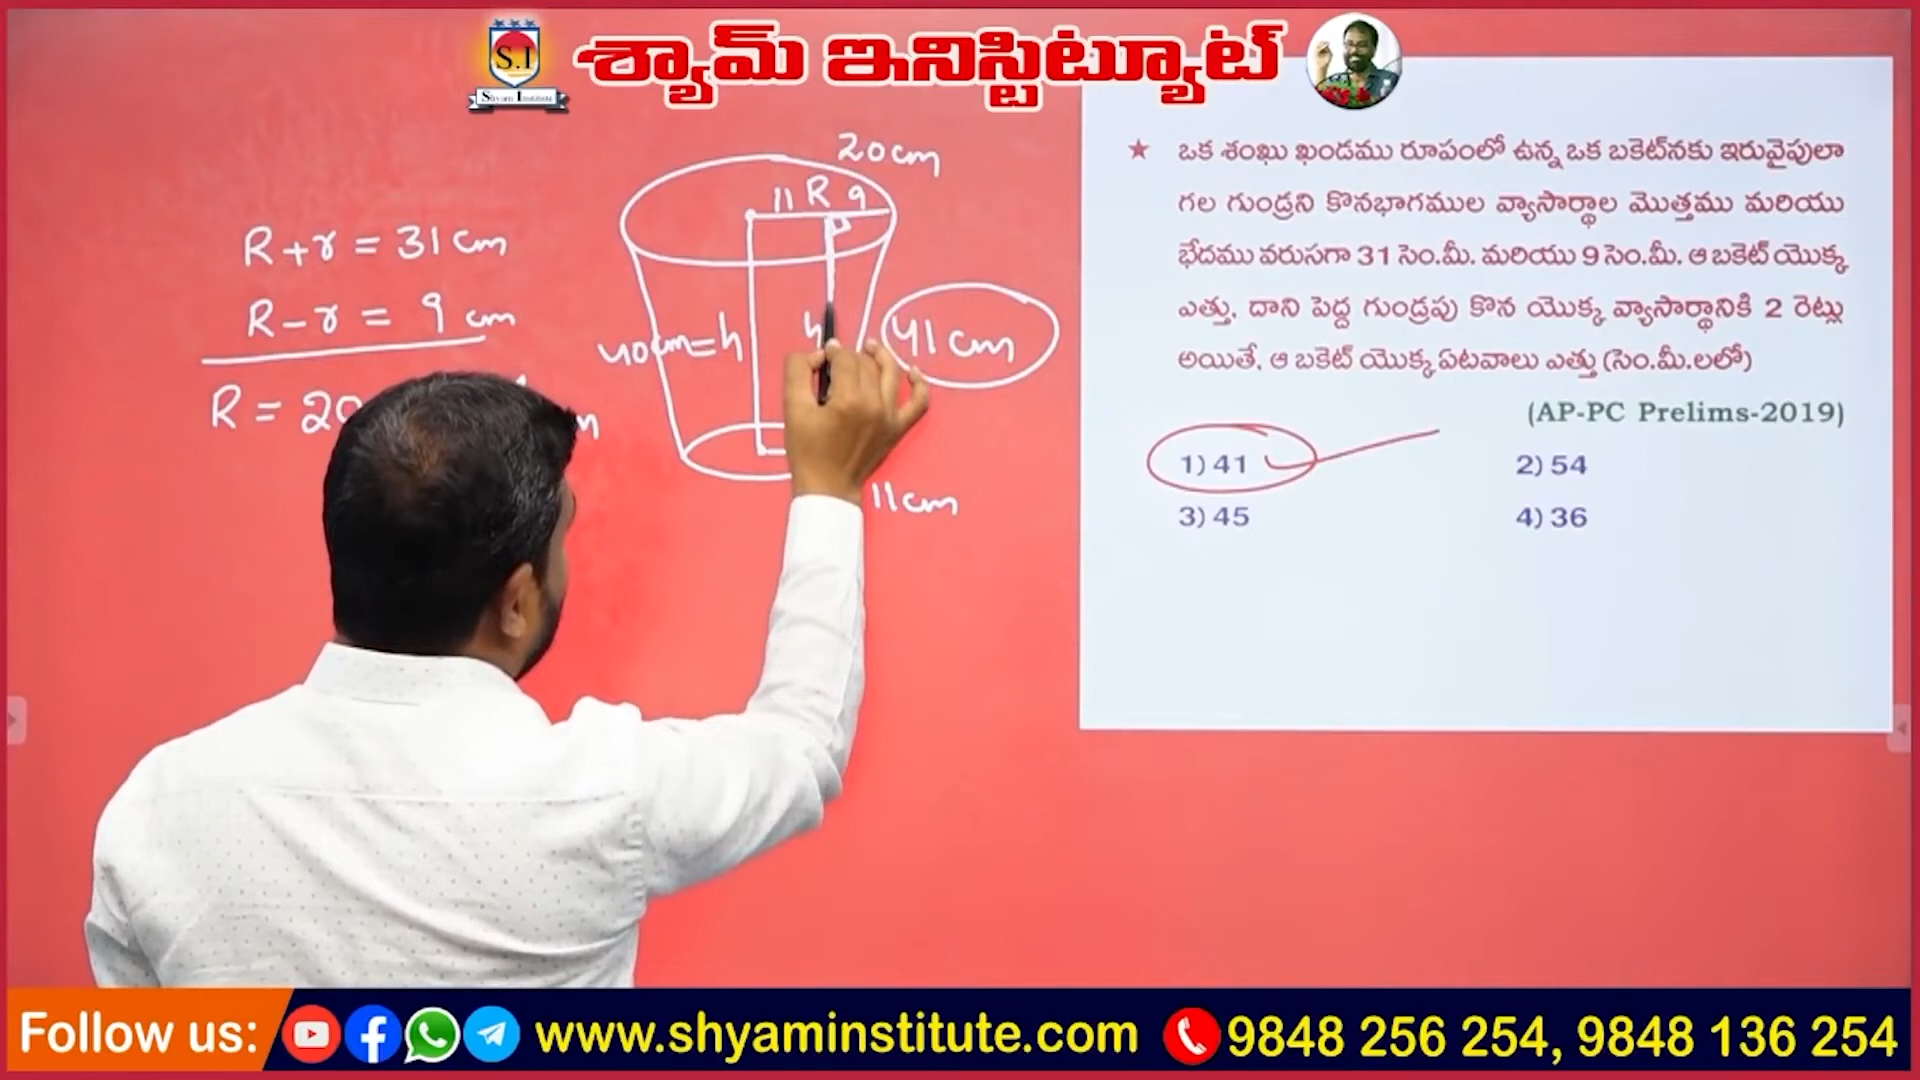 S.I
Shyam Institute
శ్యామ్ ఇనిస్టిట్యూట్
R+r = 31 cm
R-r = 9 cm
R = 20
m
20cm
11 R 9
40cm=h
h
41 cm
11cm
★ ఒక శంఖు ఖండము రూపంలో ఉన్న ఒక బకెట్‌నకు ఇరువైపులా
గల గుండ్రని కొనభాగముల వ్యాసార్థాల మొత్తము మరియు
భేదము వరుసగా 31 సెం.మీ. మరియు 9 సెం.మీ. ఆ బకెట్ యొక్క
ఎత్తు, దాని పెద్ద గుండ్రపు కొన యొక్క వ్యాసార్థానికి 2 రెట్లు
అయితే, ఆ బకెట్ యొక్క ఏటవాలు ఎత్తు (సెం.మీ.లలో)
(AP-PC Prelims-2019)
1) 41 2) 54
3) 45 4) 36
Follow us: www.shyaminstitute.com 9848 256 254, 9848 136 254